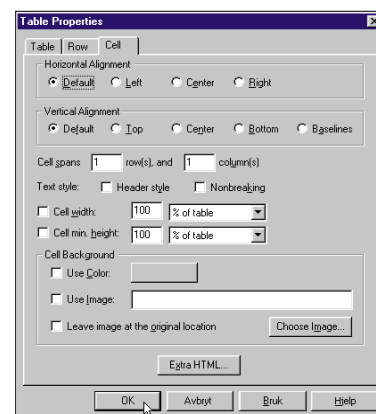 Table Properties
Table Row Cell
Horizontal Alignment
Default Left Center Right
Vertical Alignment
Default Top Center Bottom Baselines
Cell spans 1 row(s), and 1 column(s)
Text style: Header style Nonbreaking
Cell width: 100 % of table
Cell min. height: 100 % of table
Cell Background
Use Color:
Use Image:
Leave image at the original location Choose Image...
Extra HTML...
OK Avbryt Bruk Hjelp